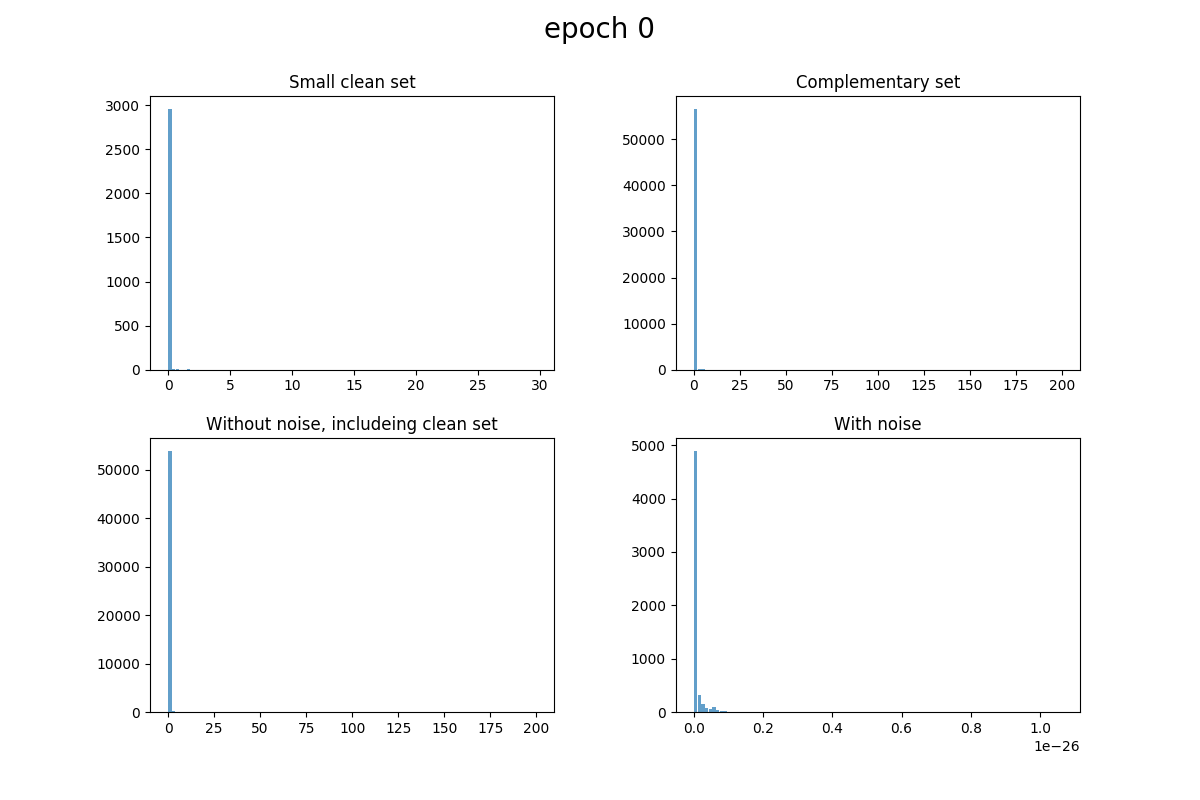 epoch 0
Small clean set
3000
2500
2000
1500
1000
500
0
0 5 10 15 20 25 30
Complementary set
50000
40000
30000
20000
10000
0
0 25 50 75 100 125 150 175 200
Without noise, includeing clean set
50000
40000
30000
20000
10000
0
0 25 50 75 100 125 150 175 200
With noise
5000
4000
3000
2000
1000
0
0.0 0.2 0.4 0.6 0.8 1.0
1e−26